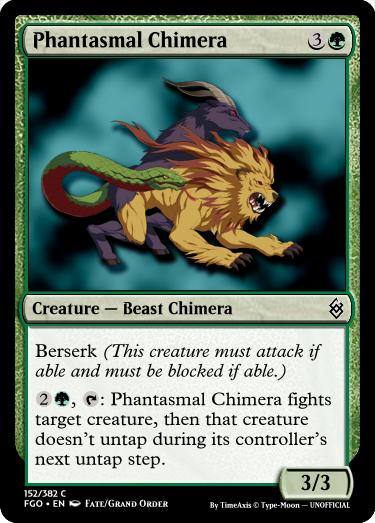 Phantasmal Chimera 3
Creature — Beast Chimera
Berserk (This creature must attack if
able and must be blocked if able.)
2 , : Phantasmal Chimera fights
target creature, then that creature
doesn't untap during its controller's
next untap step.
3/3
152/382 C
FGO • EN Fate/Grand Order
By TimeAxis © Type-Moon — UNOFFICIAL